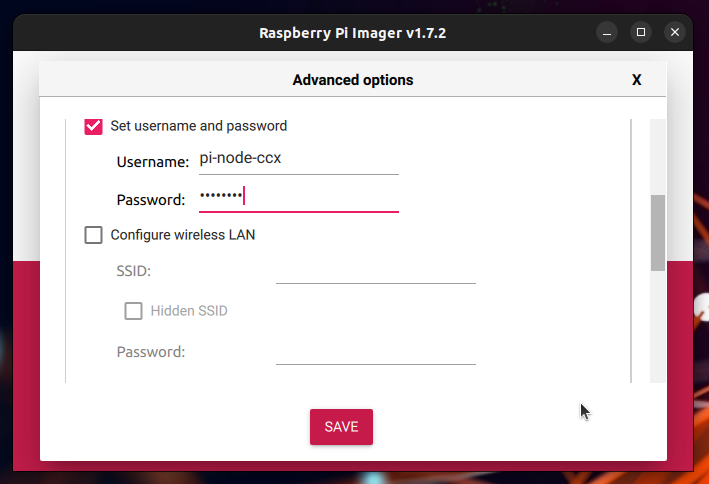 Raspberry Pi Imager v1.7.2
Advanced options
X
Set username and password
Username: pi-node-ccx
Password: ••••••••
Configure wireless LAN
SSID:
Hidden SSID
Password:
SAVE